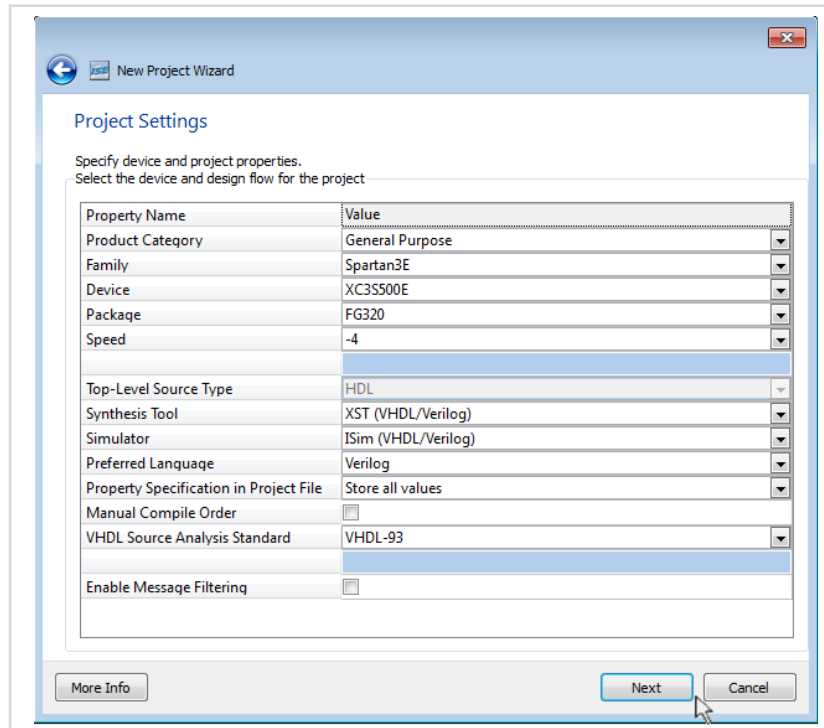 ISE New Project Wizard
Project Settings
Specify device and project properties.
Select the device and design flow for the project
Property Name Value
Product Category General Purpose
Family Spartan3E
Device XC3S500E
Package FG320
Speed -4
Top-Level Source Type HDL
Synthesis Tool XST (VHDL/Verilog)
Simulator ISim (VHDL/Verilog)
Preferred Language Verilog
Property Specification in Project File Store all values
Manual Compile Order
VHDL Source Analysis Standard VHDL-93
Enable Message Filtering
More Info Next Cancel